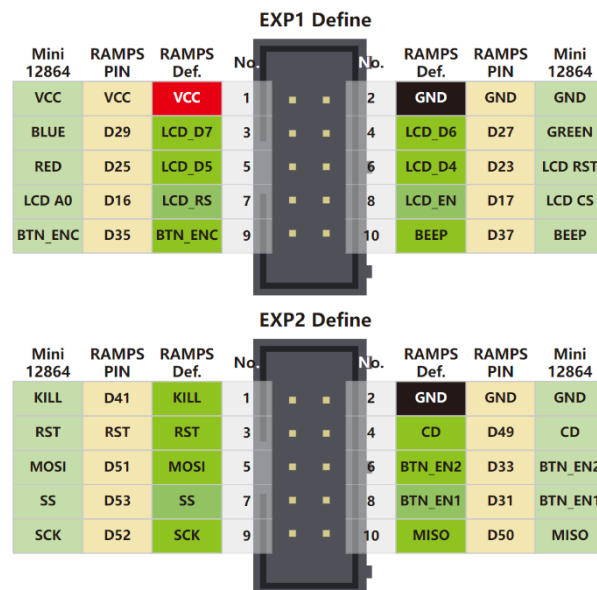 EXP1 Define
Mini 12864 RAMPS PIN RAMPS Def. No. No. RAMPS Def. RAMPS PIN Mini 12864
VCC VCC VCC 1 2 GND GND GND
BLUE D29 LCD_D7 3 4 LCD_D6 D27 GREEN
RED D25 LCD_D5 5 6 LCD_D4 D23 LCD RST
LCD A0 D16 LCD_RS 7 8 LCD_EN D17 LCD CS
BTN_ENC D35 BTN_ENC 9 10 BEEP D37 BEEP
EXP2 Define
Mini 12864 RAMPS PIN RAMPS Def. No. No. RAMPS Def. RAMPS PIN Mini 12864
KILL D41 KILL 1 2 GND GND GND
RST RST RST 3 4 CD D49 CD
MOSI D51 MOSI 5 6 BTN_EN2 D33 BTN_EN2
SS D53 SS 7 8 BTN_EN1 D31 BTN_EN1
SCK D52 SCK 9 10 MISO D50 MISO